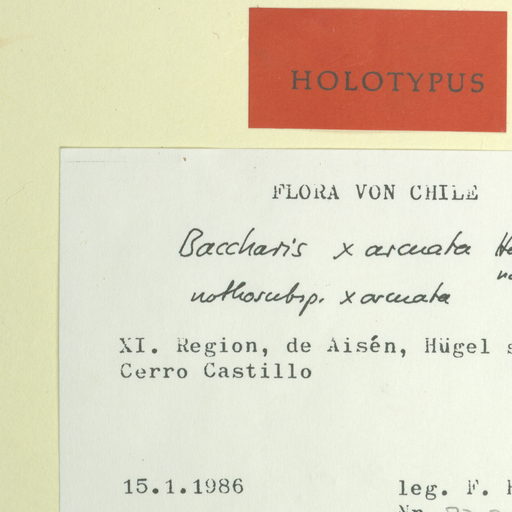 HOLOTYPUS
FLORA VON CHILE
Baccharis x arcuata
nothosubsp. x arcuata
XI. Region, de Aisén, Hügel
Cerro Castillo
15.1.1986 leg. F.
Nr.